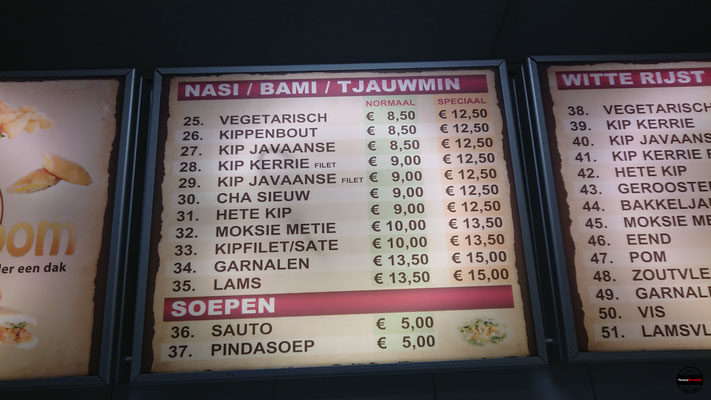 oom
er een dak
NASI / BAMI / TJAUWMIN
NORMAAL SPECIAAL
25. VEGETARISCH € 8,50 € 12,50
26. KIPPENBOUT € 8,50 € 12,50
27. KIP JAVAANSE € 8,50 € 12,50
28. KIP KERRIE FILET € 9,00 € 12,50
29. KIP JAVAANSE FILET € 9,00 € 12,50
30. CHA SIEUW € 9,00 € 12,50
31. HETE KIP € 9,00 € 12,50
32. MOKSIE METIE € 10,00 € 13,50
33. KIPFILET/SATE € 10,00 € 13,50
34. GARNALEN € 13,50 € 15,00
35. LAMS € 13,50 € 15,00
SOEPEN
36. SAUTO € 5,00
37. PINDASOEP € 5,00
WITTE RIJST
38. VEGETARISCH
39. KIP KERRIE
40. KIP JAVAANS
41. KIP KERRIE F
42. HETE KIP
43. GEROOSTE
44. BAKKELJA
45. MOKSIE ME
46. EEND
47. POM
48. ZOUTVLE
49. GARNALE
50. VIS
51. LAMSVL